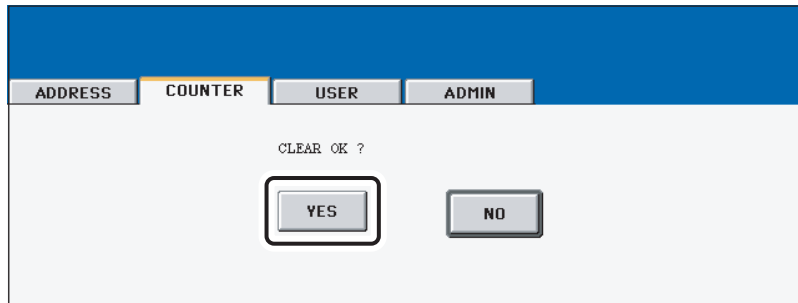 ADDRESS COUNTER USER ADMIN
CLEAR OK ?
YES NO